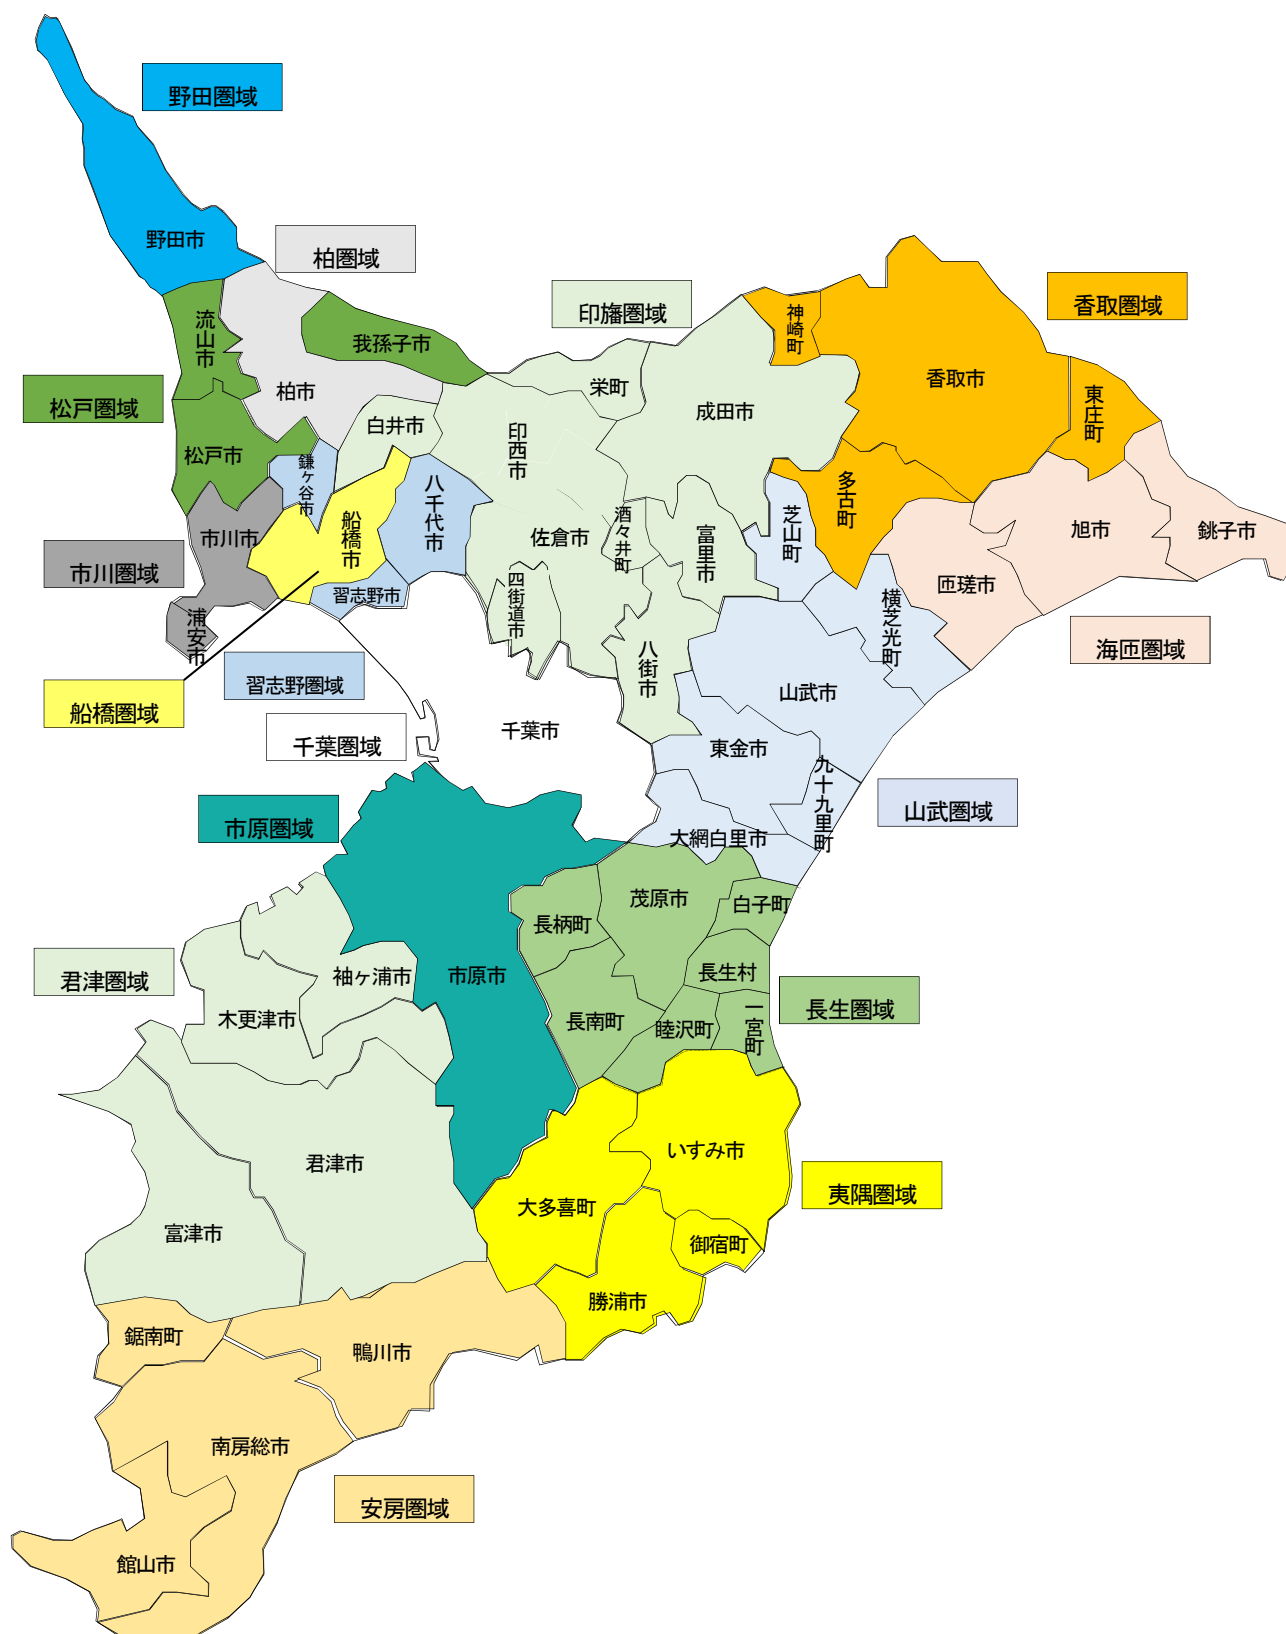 野田圏域
野田市
柏圏域
印旛圏域
香取圏域
神崎町
流山市
我孫子市
松戸圏域
柏市
栄町
成田市
香取市
東庄町
白井市
印西市
松戸市
鎌ヶ谷市
八千代市
多古町
船橋市
市川市
佐倉市
酒々井町
富里市
芝山町
旭市
銚子市
市川圏域
四街道市
習志野市
匝瑳市
横芝光町
浦安市
海匝圏域
習志野圏域
八街市
山武市
船橋圏域
千葉圏域
千葉市
東金市
九十九里町
山武圏域
市原圏域
大網白里市
茂原市
白子町
長柄町
君津圏域
袖ヶ浦市
市原市
長生村
長生圏域
木更津市
長南町
睦沢町
一宮町
君津市
いすみ市
夷隅圏域
大多喜町
富津市
御宿町
勝浦市
鋸南町
鴨川市
南房総市
安房圏域
館山市